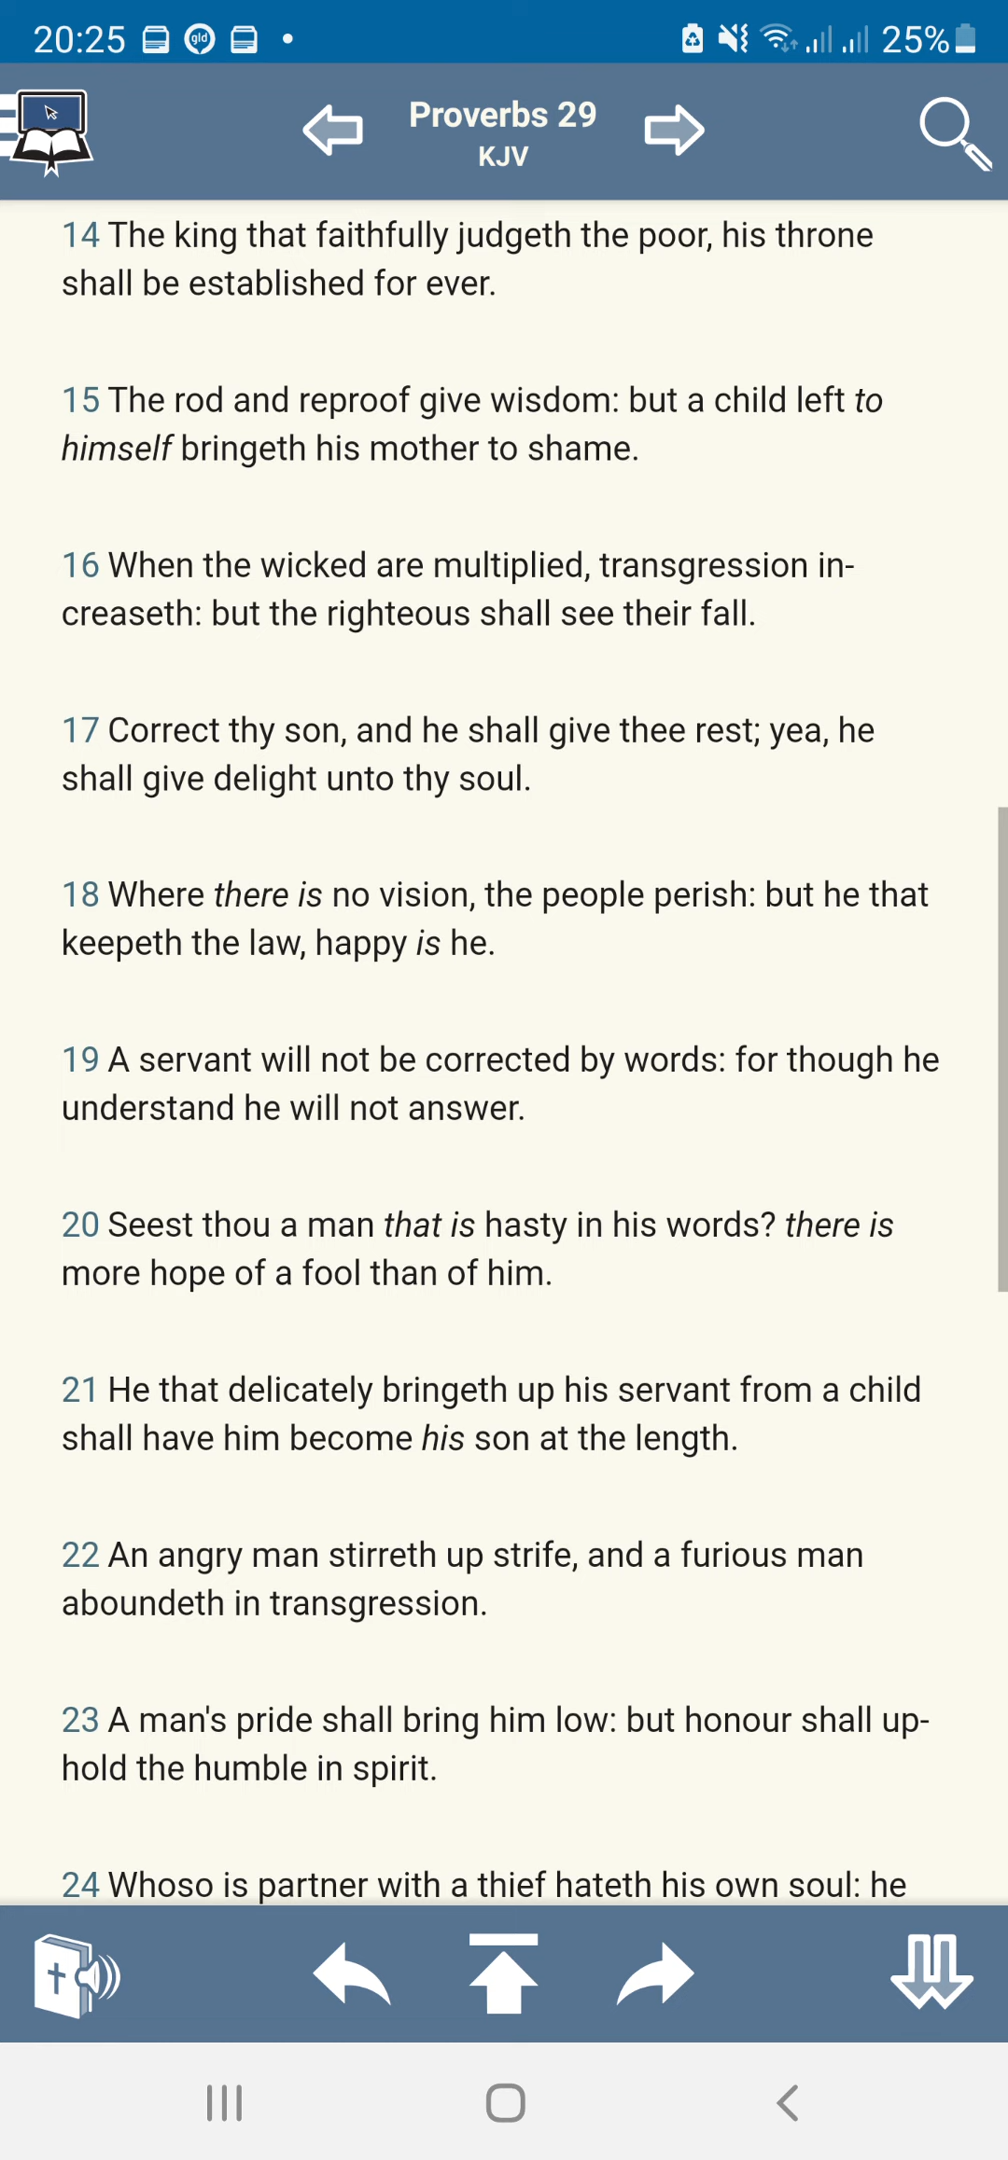 20:25
gld
25%
Proverbs 29
KJV
14 The king that faithfully judgeth the poor, his throne
shall be established for ever.
15 The rod and reproof give wisdom: but a child left to
himself bringeth his mother to shame.
16 When the wicked are multiplied, transgression in-
creaseth: but the righteous shall see their fall.
17 Correct thy son, and he shall give thee rest; yea, he
shall give delight unto thy soul.
18 Where there is no vision, the people perish: but he that
keepeth the law, happy is he.
19 A servant will not be corrected by words: for though he
understand he will not answer.
20 Seest thou a man that is hasty in his words? there is
more hope of a fool than of him.
21 He that delicately bringeth up his servant from a child
shall have him become his son at the length.
22 An angry man stirreth up strife, and a furious man
aboundeth in transgression.
23 A man's pride shall bring him low: but honour shall up-
hold the humble in spirit.
24 Whoso is partner with a thief hateth his own soul: he